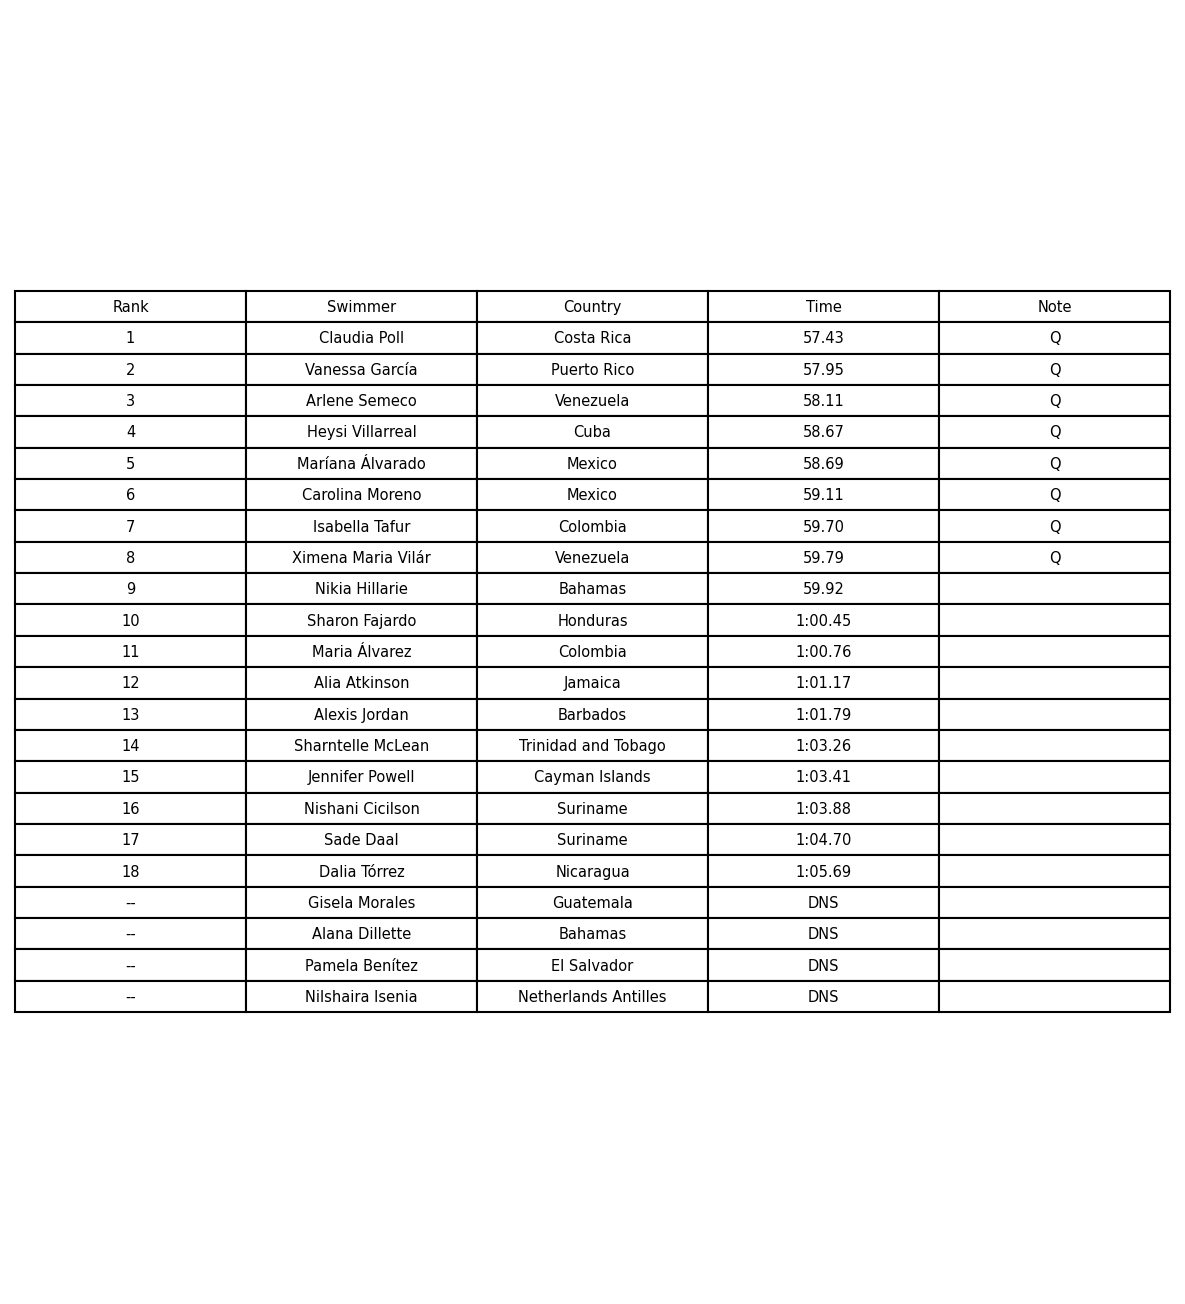 Rank Swimmer Country Time Note
1 Claudia Poll Costa Rica 57.43 Q
2 Vanessa García Puerto Rico 57.95 Q
3 Arlene Semeco Venezuela 58.11 Q
4 Heysi Villarreal Cuba 58.67 Q
5 Maríana Álvarado Mexico 58.69 Q
6 Carolina Moreno Mexico 59.11 Q
7 Isabella Tafur Colombia 59.70 Q
8 Ximena Maria Vilár Venezuela 59.79 Q
9 Nikia Hillarie Bahamas 59.92
10 Sharon Fajardo Honduras 1:00.45
11 Maria Álvarez Colombia 1:00.76
12 Alia Atkinson Jamaica 1:01.17
13 Alexis Jordan Barbados 1:01.79
14 Sharntelle McLean Trinidad and Tobago 1:03.26
15 Jennifer Powell Cayman Islands 1:03.41
16 Nishani Cicilson Suriname 1:03.88
17 Sade Daal Suriname 1:04.70
18 Dalia Tórrez Nicaragua 1:05.69
-- Gisela Morales Guatemala DNS
-- Alana Dillette Bahamas DNS
-- Pamela Benítez El Salvador DNS
-- Nilshaira Isenia Netherlands Antilles DNS